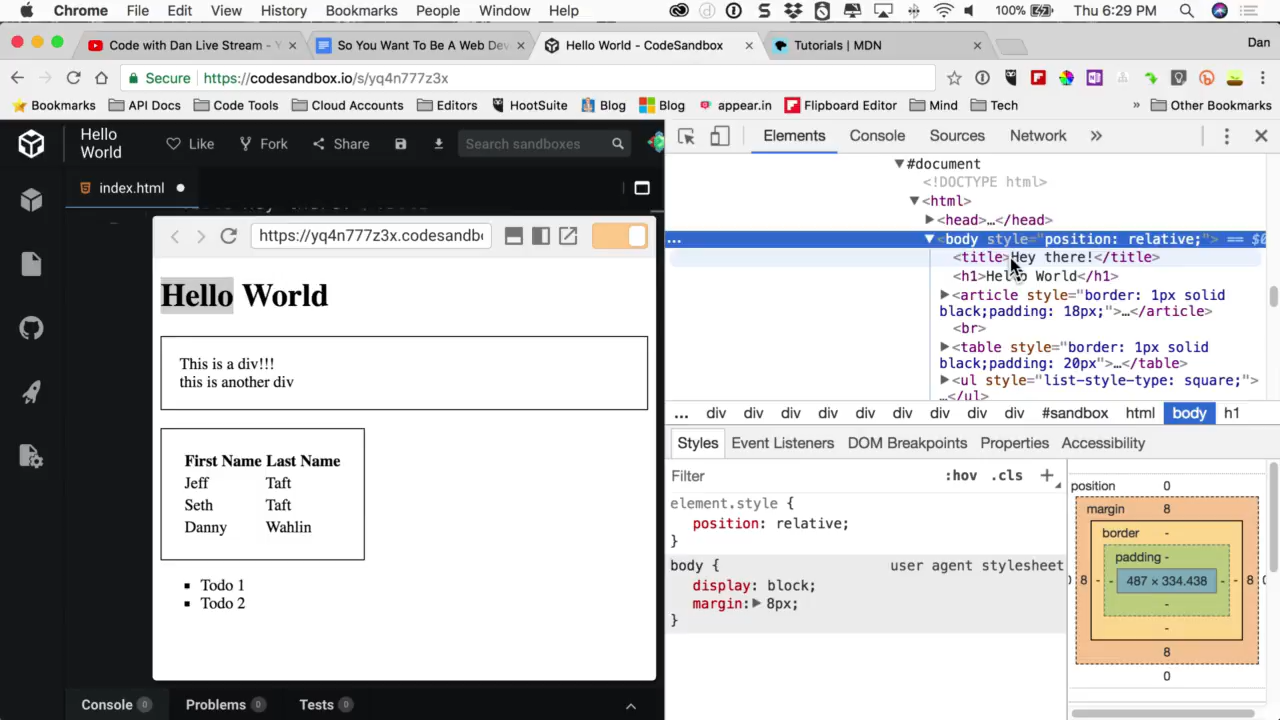 Chrome File Edit View History Bookmarks People Window Help 100% Thu 6:29 PM
Code with Dan Live Stream - Y × So You Want To Be A Web Dev × Hello World - CodeSandbox × Tutorials | MDN × Dan
Secure https://codesandbox.io/s/yq4n777z3x
Bookmarks API Docs Code Tools Cloud Accounts Editors HootSuite Blog Blog appear.in Flipboard Editor Mind Tech » Other Bookmarks
Hello World
Like Fork Share Search sandboxes
index.html
https://yq4n777z3x.codesandb
Hello World
This is a div!!!
this is another div
First Name Last Name
Jeff Taft
Seth Taft
Danny Wahlin
Todo 1
Todo 2
Console 0 Problems 0 Tests 0
Elements Console Sources Network »
▼#document
<!DOCTYPE html>
▼<html>
▶<head>…</head>
... ▼<body style="position: relative;"> == $0
<title>Hey there!</title>
<h1>Hello World</h1>
▶<article style="border: 1px solid
black;padding: 18px;">…</article>
<br>
▶<table style="border: 1px solid
black;padding: 20px">…</table>
▶<ul style="list-style-type: square;">
…</ul>
... div div div div div div div div div #sandbox html body h1
Styles Event Listeners DOM Breakpoints Properties Accessibility
Filter :hov .cls +
element.style {
position: relative;
}
body { user agent stylesheet
display: block;
margin:▶ 8px;
}
position 0
margin 8
border -
padding -
8 - - 487 × 334.438 - - 8
-
-
8
0